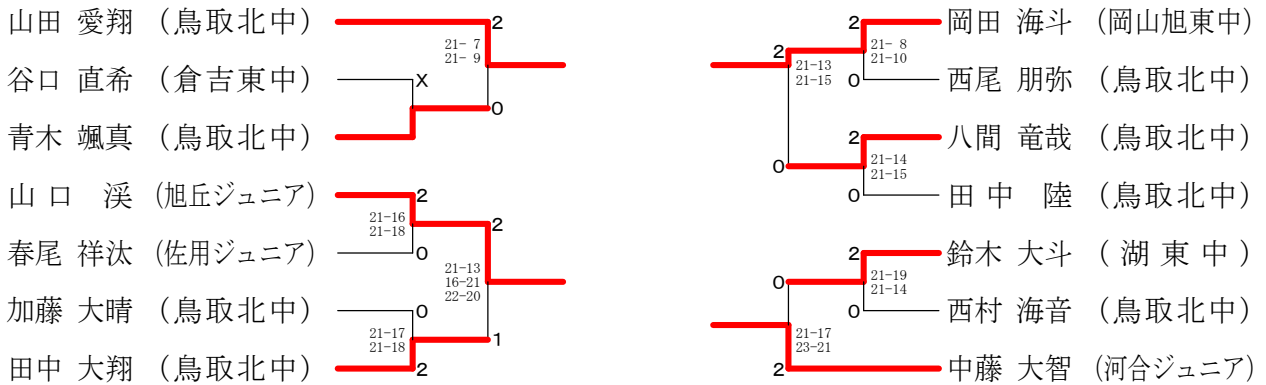 山田 愛翔 (鳥取北中)
2
21- 7
21- 9
谷口 直希 (倉吉東中)
X
0
青木 颯真 (鳥取北中)
山口 渓 (旭丘ジュニア)
2
21-16
21-18
2
春尾 祥汰 (佐用ジュニア)
0
21-13
16-21
22-20
加藤 大晴 (鳥取北中)
0
21-17
21-18
1
田中 大翔 (鳥取北中)
2
2
岡田 海斗 (岡山旭東中)
2
21- 8
21-10
21-13
21-15
0
西尾 朋弥 (鳥取北中)
2
八間 竜哉 (鳥取北中)
0
21-14
21-15
0
田中 陸 (鳥取北中)
2
鈴木 大斗 (湖東中)
0
21-19
21-14
0
西村 海音 (鳥取北中)
21-17
23-21
2
中藤 大智 (河合ジュニア)